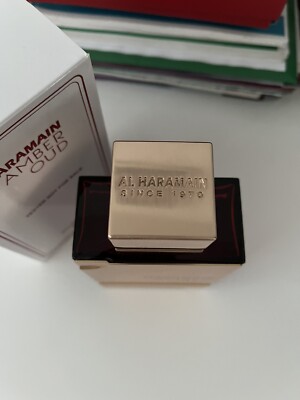 ARAMAIN
AMBER
OUD
AL HARAMAIN
SINCE 1970